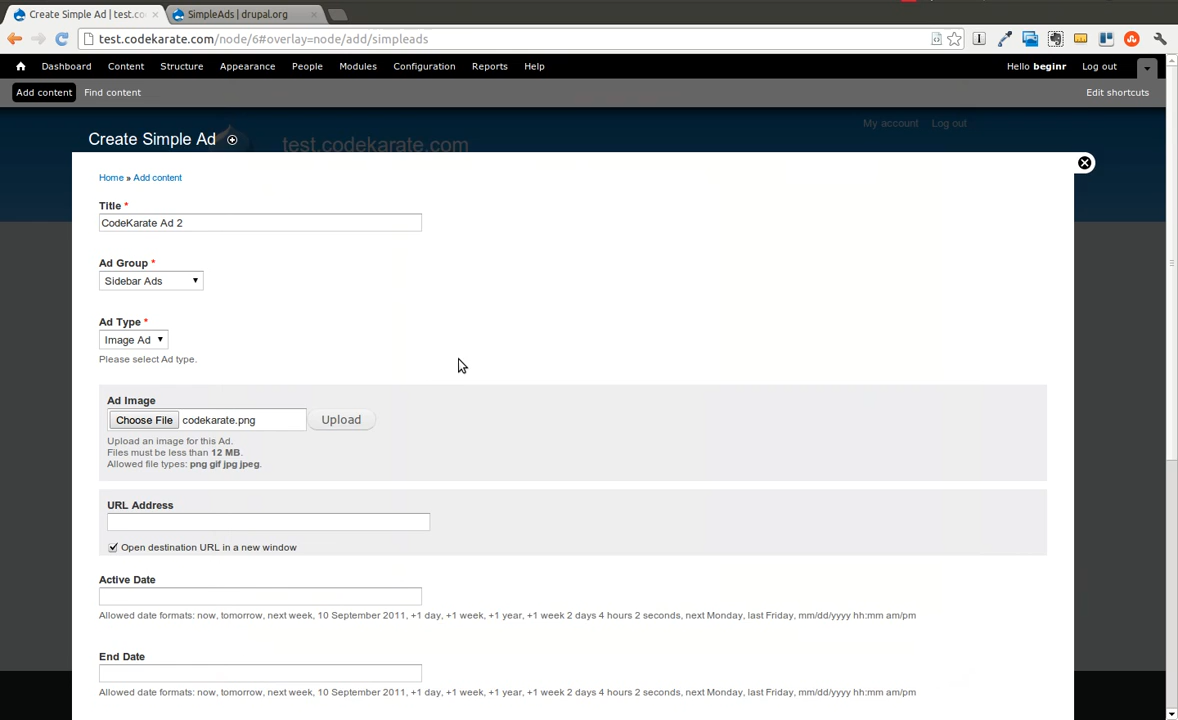 Create Simple Ad | test.co
SimpleAds | drupal.org
test.codekarate.com/node/6#overlay=node/add/simpleads
Dashboard Content Structure Appearance People Modules Configuration Reports Help Hello beginr Log out
Add content Find content Edit shortcuts
My account Log out
Create Simple Ad
test.codekarate.com
Home » Add content
Title *
CodeKarate Ad 2
Ad Group *
Sidebar Ads
Ad Type *
Image Ad
Please select Ad type.
Ad Image
Choose File codekarate.png Upload
Upload an image for this Ad.
Files must be less than 12 MB.
Allowed file types: png gif jpg jpeg.
URL Address
Open destination URL in a new window
Active Date
Allowed date formats: now, tomorrow, next week, 10 September 2011, +1 day, +1 week, +1 year, +1 week 2 days 4 hours 2 seconds, next Monday, last Friday, mm/dd/yyyy hh:mm am/pm
End Date
Allowed date formats: now, tomorrow, next week, 10 September 2011, +1 day, +1 week, +1 year, +1 week 2 days 4 hours 2 seconds, next Monday, last Friday, mm/dd/yyyy hh:mm am/pm